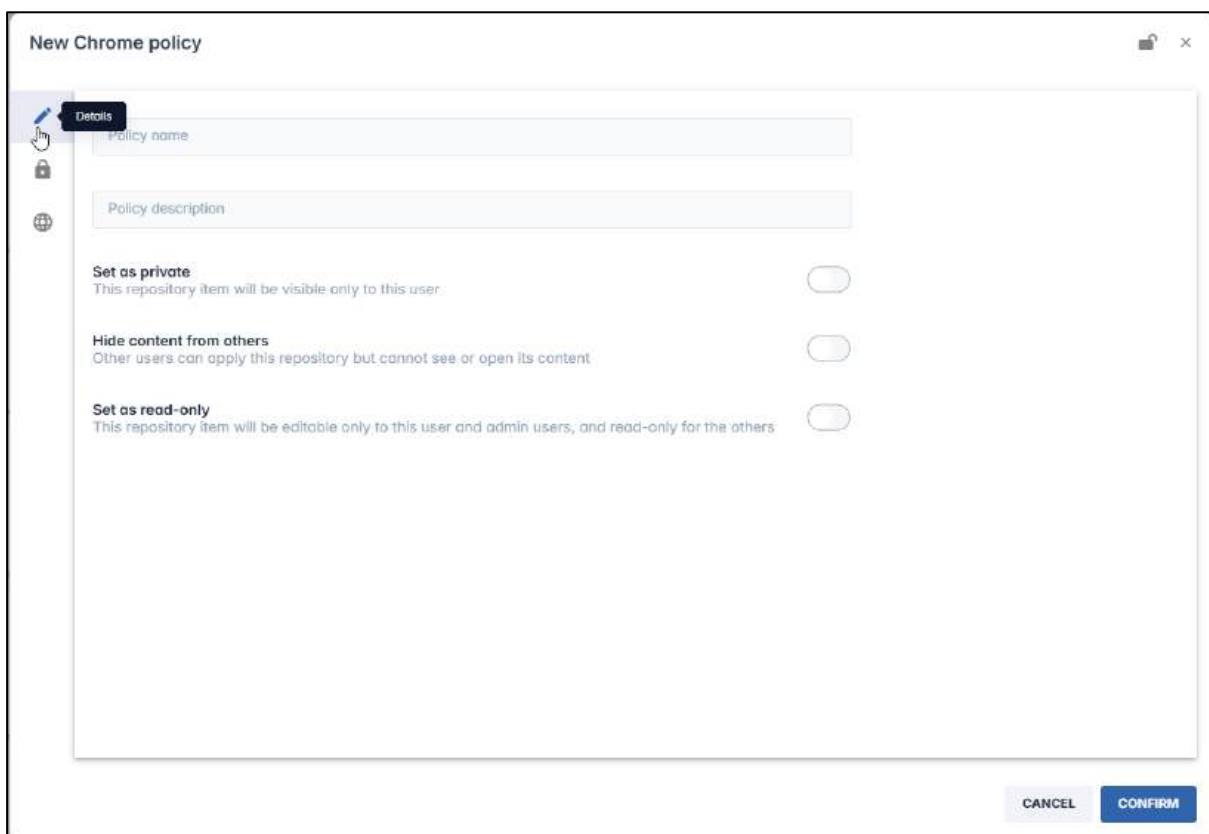 New Chrome policy
Details
Policy name
Policy description
Set as private
This repository item will be visible only to this user
Hide content from others
Other users can apply this repository but cannot see or open its content
Set as read-only
This repository item will be editable only to this user and admin users, and read-only for the others
CANCEL
CONFIRM